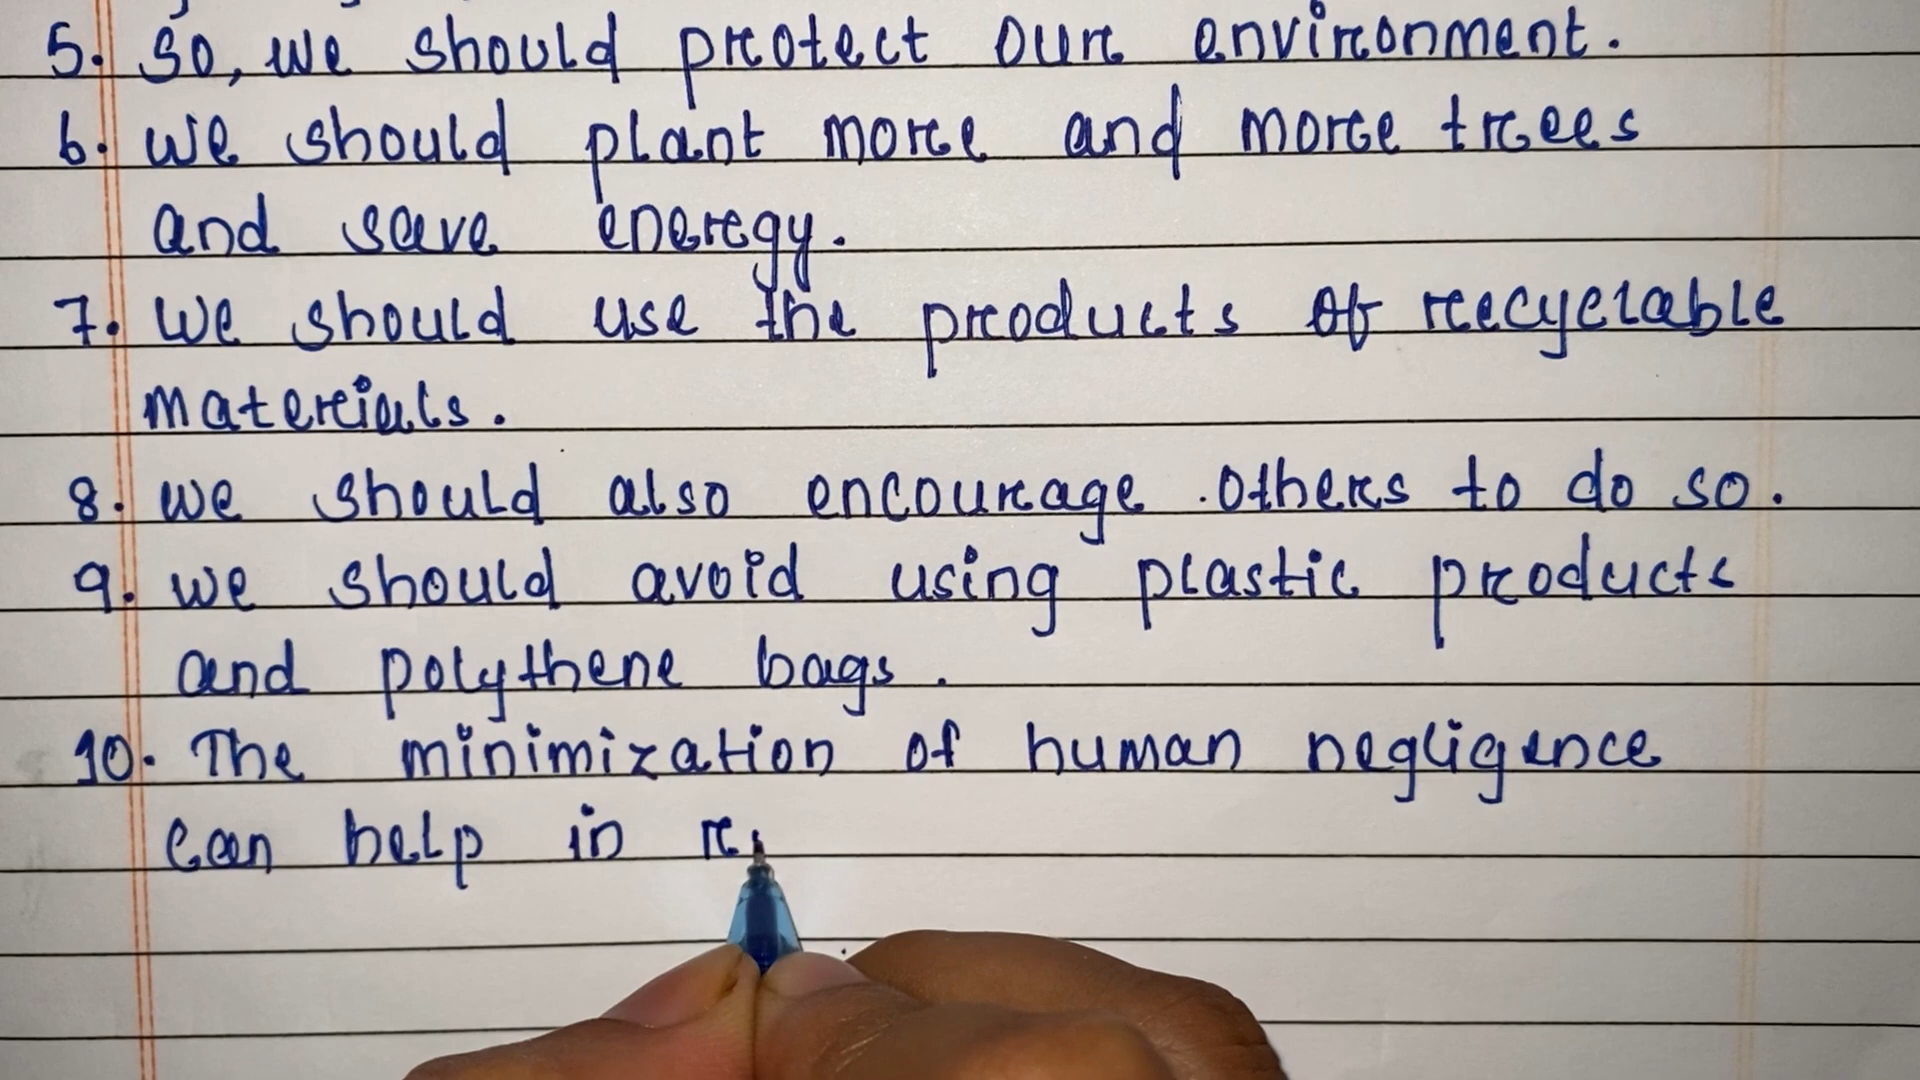 5. So, we should protect our environment.
6. we should plant more and more trees
and save energy.
7. we should use the products of recyclable
materials.
8. we should also encourage others to do so.
9. we should avoid using plastic products
and polythene bags.
10. The minimization of human negligence
can help in r